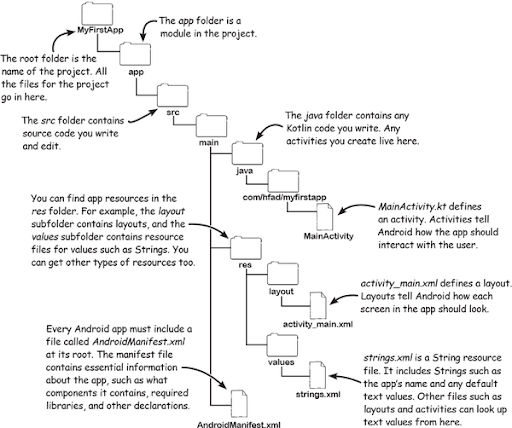 MyFirstApp
The app folder is a
module in the project.
The root folder is the
name of the project. All
the files for the project
go in here.
app
The src folder contains
source code you write
and edit.
src
main
The java folder contains any
Kotlin code you write. Any
activities you create live here.
java
com/hfad/myfirstapp
MainActivity
MainActivity.kt defines
an activity. Activities tell
Android how the app should
interact with the user.
You can find app resources in the
res folder. For example, the layout
subfolder contains layouts, and the
values subfolder contains resource
files for values such as Strings. You
can get other types of resources too.
res
layout
activity_main.xml
activity_main.xml defines a layout.
Layouts tell Android how each
screen in the app should look.
values
strings.xml
strings.xml is a String resource
file. It includes Strings such as
the app's name and any default
text values. Other files such as
layouts and activities can look up
text values from here.
Every Android app must include a
file called AndroidManifest.xml
at its root. The manifest file
contains essential information
about the app, such as what
components it contains, required
libraries, and other declarations.
AndroidManifest.xml